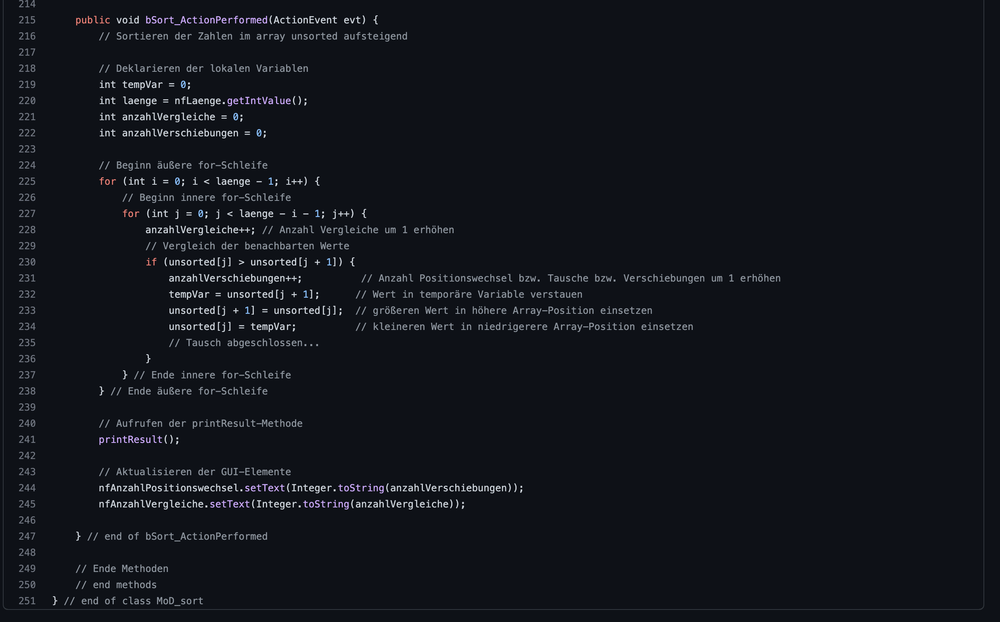 214
215 public void bSort_ActionPerformed(ActionEvent evt) {
216 // Sortieren der Zahlen im array unsorted aufsteigend
217
218 // Deklarieren der lokalen Variablen
219 int tempVar = 0;
220 int laenge = nfLaenge.getIntValue();
221 int anzahlVergleiche = 0;
222 int anzahlVerschiebungen = 0;
223
224 // Beginn äußere for-Schleife
225 for (int i = 0; i < laenge - 1; i++) {
226 // Beginn innere for-Schleife
227 for (int j = 0; j < laenge - i - 1; j++) {
228 anzahlVergleiche++; // Anzahl Vergleiche um 1 erhöhen
229 // Vergleich der benachbarten Werte
230 if (unsorted[j] > unsorted[j + 1]) {
231 anzahlVerschiebungen++; // Anzahl Positionswechsel bzw. Tausche bzw. Verschiebungen um 1 erhöhen
232 tempVar = unsorted[j + 1]; // Wert in temporäre Variable verstauen
233 unsorted[j + 1] = unsorted[j]; // größeren Wert in höhere Array-Position einsetzen
234 unsorted[j] = tempVar; // kleineren Wert in niedrigerere Array-Position einsetzen
235 // Tausch abgeschlossen...
236 }
237 } // Ende innere for-Schleife
238 } // Ende äußere for-Schleife
239
240 // Aufrufen der printResult-Methode
241 printResult();
242
243 // Aktualisieren der GUI-Elemente
244 nfAnzahlPositionswechsel.setText(Integer.toString(anzahlVerschiebungen));
245 nfAnzahlVergleiche.setText(Integer.toString(anzahlVergleiche));
246
247 } // end of bSort_ActionPerformed
248
249 // Ende Methoden
250 // end methods
251 } // end of class MoD_sort